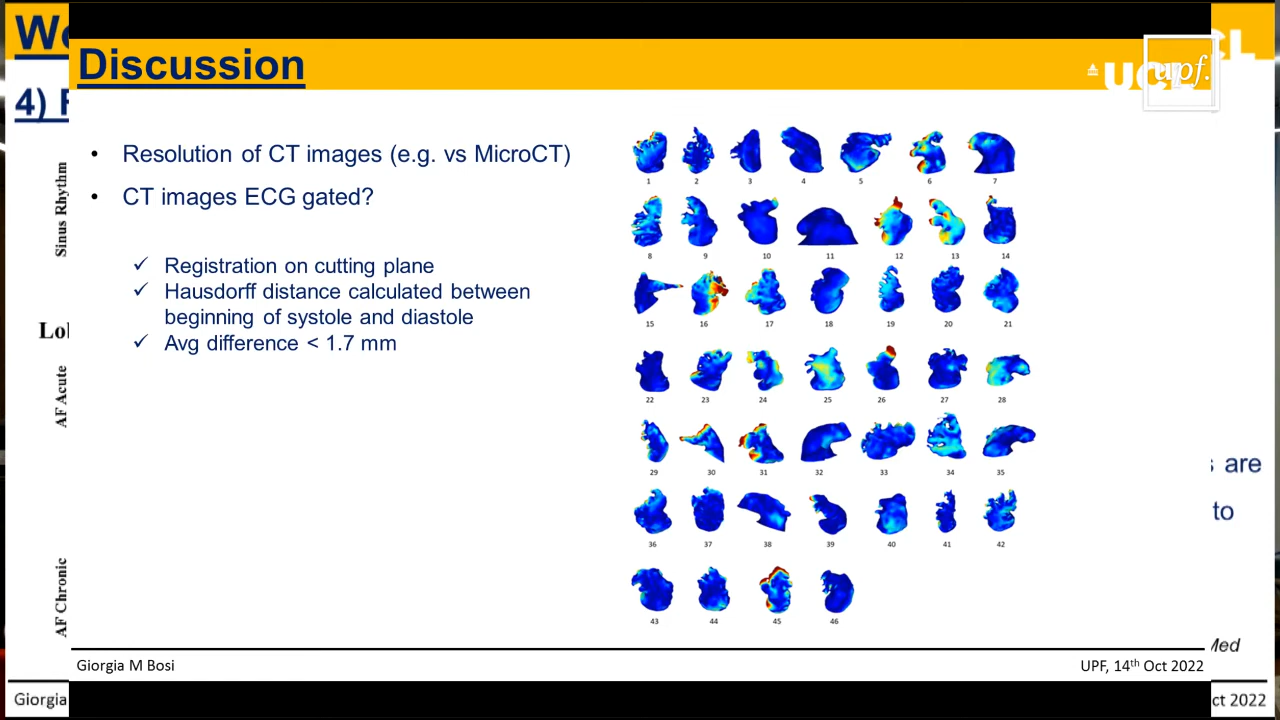 Discussion
upf.
4)
Sinus Rhythm
AF Acute
AF Chronic
• Resolution of CT images (e.g. vs MicroCT)
• CT images ECG gated?
✓ Registration on cutting plane
✓ Hausdorff distance calculated between
beginning of systole and diastole
✓ Avg difference < 1.7 mm
1 2 3 4 5 6 7
8 9 10 11 12 13 14
15 16 17 18 19 20 21
22 23 24 25 26 27 28
29 30 31 32 33 34 35
36 37 38 39 40 41 42
43 44 45 46
are
to
Med
Giorgia M Bosi
UPF, 14th Oct 2022
Giorgia
ct 2022